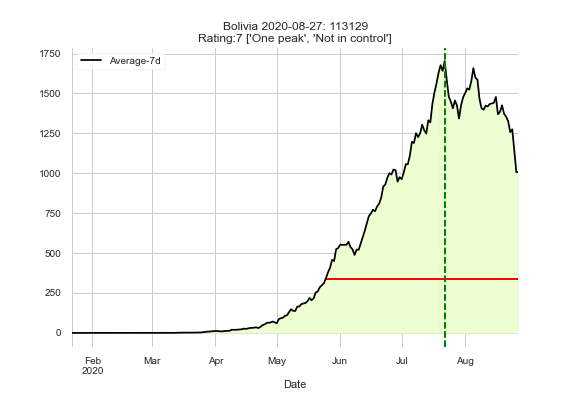 Bolivia 2020-08-27: 113129
Rating:7 ['One peak', 'Not in control']
Average-7d
1750
1500
1250
1000
750
500
250
0
Feb
2020
Mar
Apr
May
Jun
Jul
Aug
Date